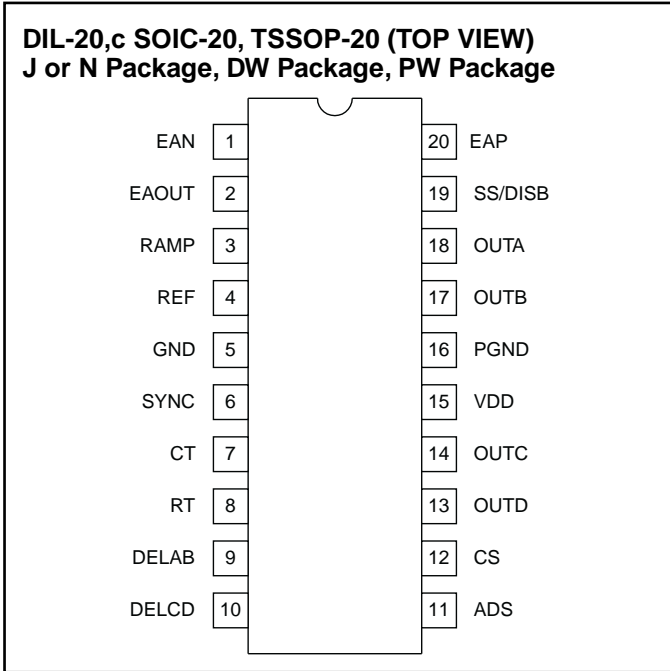 DIL-20,c SOIC-20, TSSOP-20 (TOP VIEW)
J or N Package, DW Package, PW Package
EAN 1 20 EAP
EAOUT 2 19 SS/DISB
RAMP 3 18 OUTA
REF 4 17 OUTB
GND 5 16 PGND
SYNC 6 15 VDD
CT 7 14 OUTC
RT 8 13 OUTD
DELAB 9 12 CS
DELCD 10 11 ADS